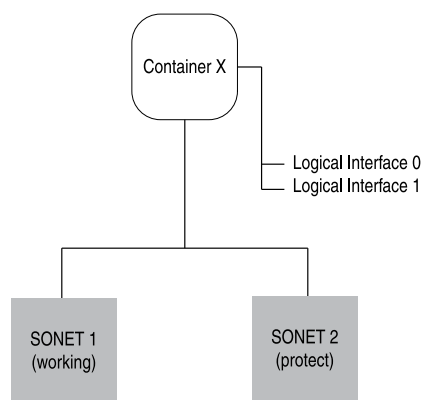 Container X
Logical Interface 0
Logical Interface 1
SONET 1
(working)
SONET 2
(protect)